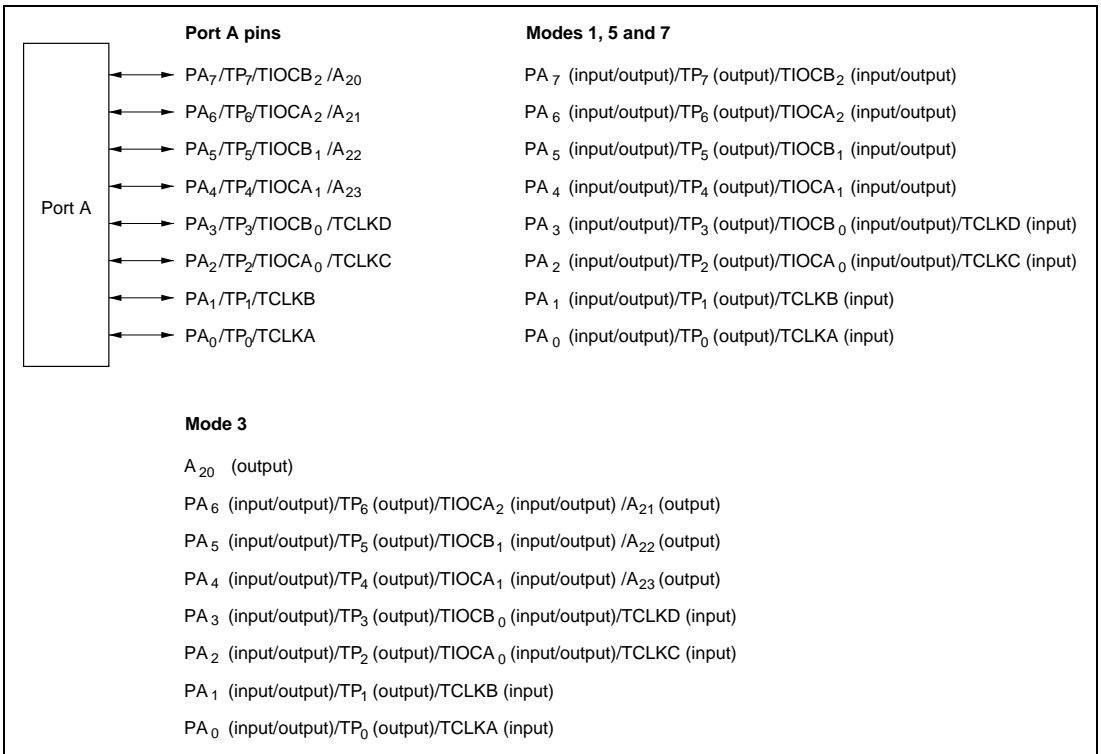 Port A pins Modes 1, 5 and 7
PA₇/TP₇/TIOCB₂ /A₂₀ PA ₇ (input/output)/TP₇ (output)/TIOCB₂ (input/output)
PA₆/TP₆/TIOCA₂ /A₂₁ PA ₆ (input/output)/TP₆ (output)/TIOCA₂ (input/output)
PA₅/TP₅/TIOCB₁ /A₂₂ PA ₅ (input/output)/TP₅ (output)/TIOCB₁ (input/output)
PA₄/TP₄/TIOCA₁ /A₂₃ PA ₄ (input/output)/TP₄ (output)/TIOCA₁ (input/output)
Port A
PA₃/TP₃/TIOCB₀ /TCLKD PA ₃ (input/output)/TP₃ (output)/TIOCB ₀ (input/output)/TCLKD (input)
PA₂/TP₂/TIOCA₀ /TCLKC PA ₂ (input/output)/TP₂ (output)/TIOCA ₀ (input/output)/TCLKC (input)
PA₁/TP₁/TCLKB PA ₁ (input/output)/TP₁ (output)/TCLKB (input)
PA₀/TP₀/TCLKA PA ₀ (input/output)/TP₀ (output)/TCLKA (input)
Mode 3
A ₂₀ (output)
PA ₆ (input/output)/TP₆ (output)/TIOCA₂ (input/output) /A₂₁ (output)
PA ₅ (input/output)/TP₅ (output)/TIOCB₁ (input/output) /A₂₂ (output)
PA ₄ (input/output)/TP₄ (output)/TIOCA₁ (input/output) /A₂₃ (output)
PA ₃ (input/output)/TP₃ (output)/TIOCB ₀ (input/output)/TCLKD (input)
PA ₂ (input/output)/TP₂ (output)/TIOCA ₀ (input/output)/TCLKC (input)
PA ₁ (input/output)/TP₁ (output)/TCLKB (input)
PA ₀ (input/output)/TP₀ (output)/TCLKA (input)